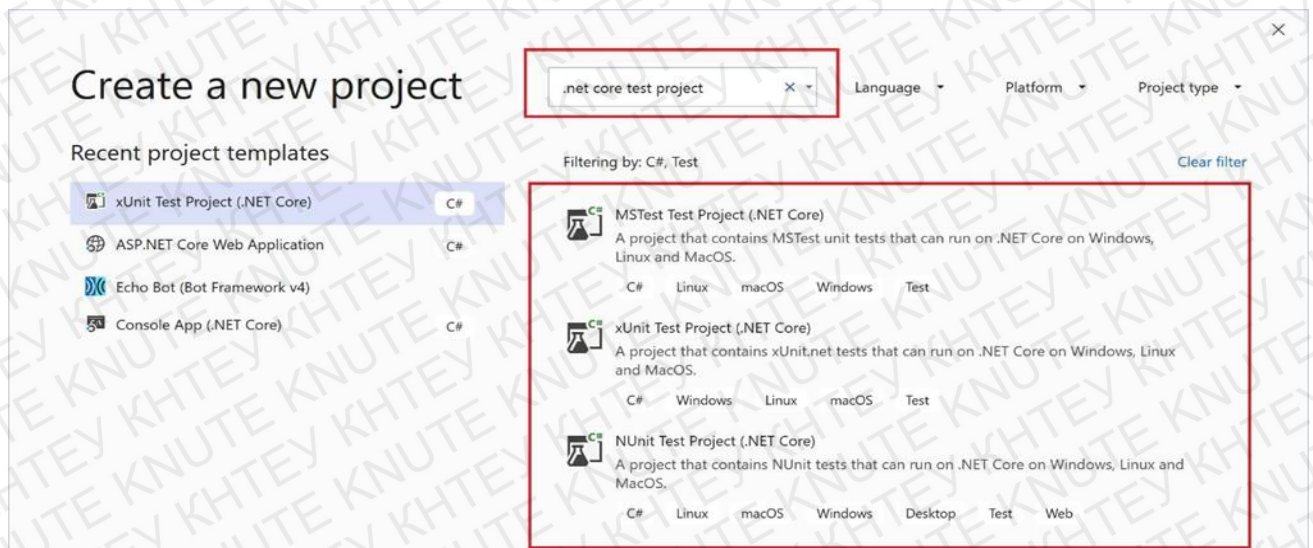 Create a new project
.net core test project
Language
Platform
Project type
Recent project templates
xUnit Test Project (.NET Core) C#
ASP.NET Core Web Application C#
Echo Bot (Bot Framework v4)
Console App (.NET Core) C#
Filtering by: C#, Test
Clear filter
MSTest Test Project (.NET Core)
A project that contains MSTest unit tests that can run on .NET Core on Windows,
Linux and MacOS.
C# Linux macOS Windows Test
xUnit Test Project (.NET Core)
A project that contains xUnit.net tests that can run on .NET Core on Windows, Linux
and MacOS.
C# Windows Linux macOS Test
NUnit Test Project (.NET Core)
A project that contains NUnit tests that can run on .NET Core on Windows, Linux and
MacOS.
C# Linux macOS Windows Desktop Test Web
KNUTE КНТЕУ